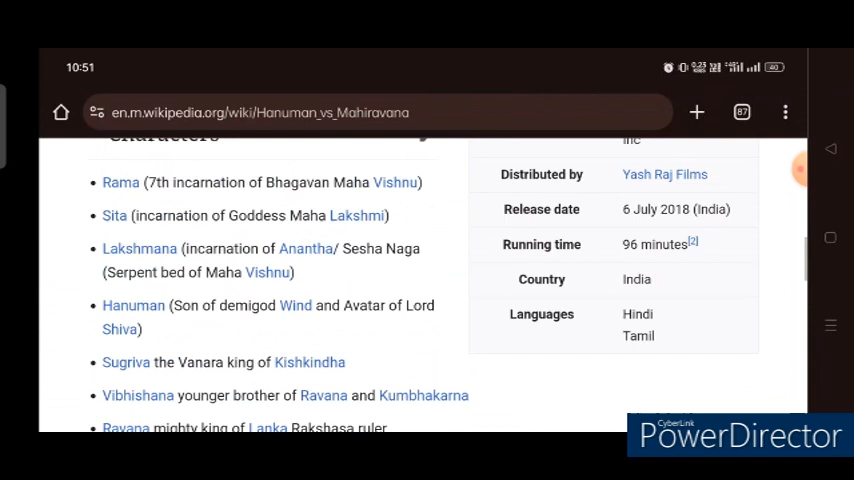 10:51
40
en.m.wikipedia.org/wiki/Hanuman_vs_Mahiravana
87
Characters
Rama (7th incarnation of Bhagavan Maha Vishnu)
Sita (incarnation of Goddess Maha Lakshmi)
Lakshmana (incarnation of Anantha/ Sesha Naga
(Serpent bed of Maha Vishnu)
Hanuman (Son of demigod Wind and Avatar of Lord
Shiva)
Sugriva the Vanara king of Kishkindha
Vibhishana younger brother of Ravana and Kumbhakarna
Ravana mighty king of Lanka Rakshasa ruler
Inc
Distributed by Yash Raj Films
Release date 6 July 2018 (India)
Running time 96 minutes[2]
Country India
Languages Hindi
Tamil
CyberLink
PowerDirector